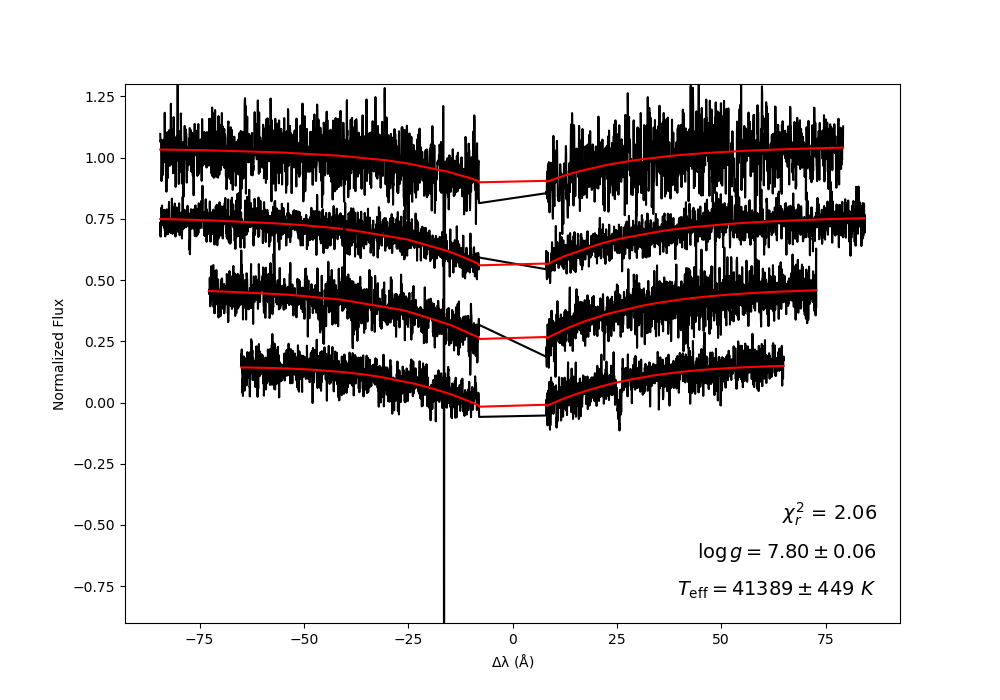 1.25
1.00
0.75
0.50
0.25
0.00
−0.25
−0.50
−0.75
Normalized Flux
χ²ᵣ = 2.06
log g = 7.80 ± 0.06
T_eff = 41389 ± 449 K
−75 −50 −25 0 25 50 75
Δλ (Å)